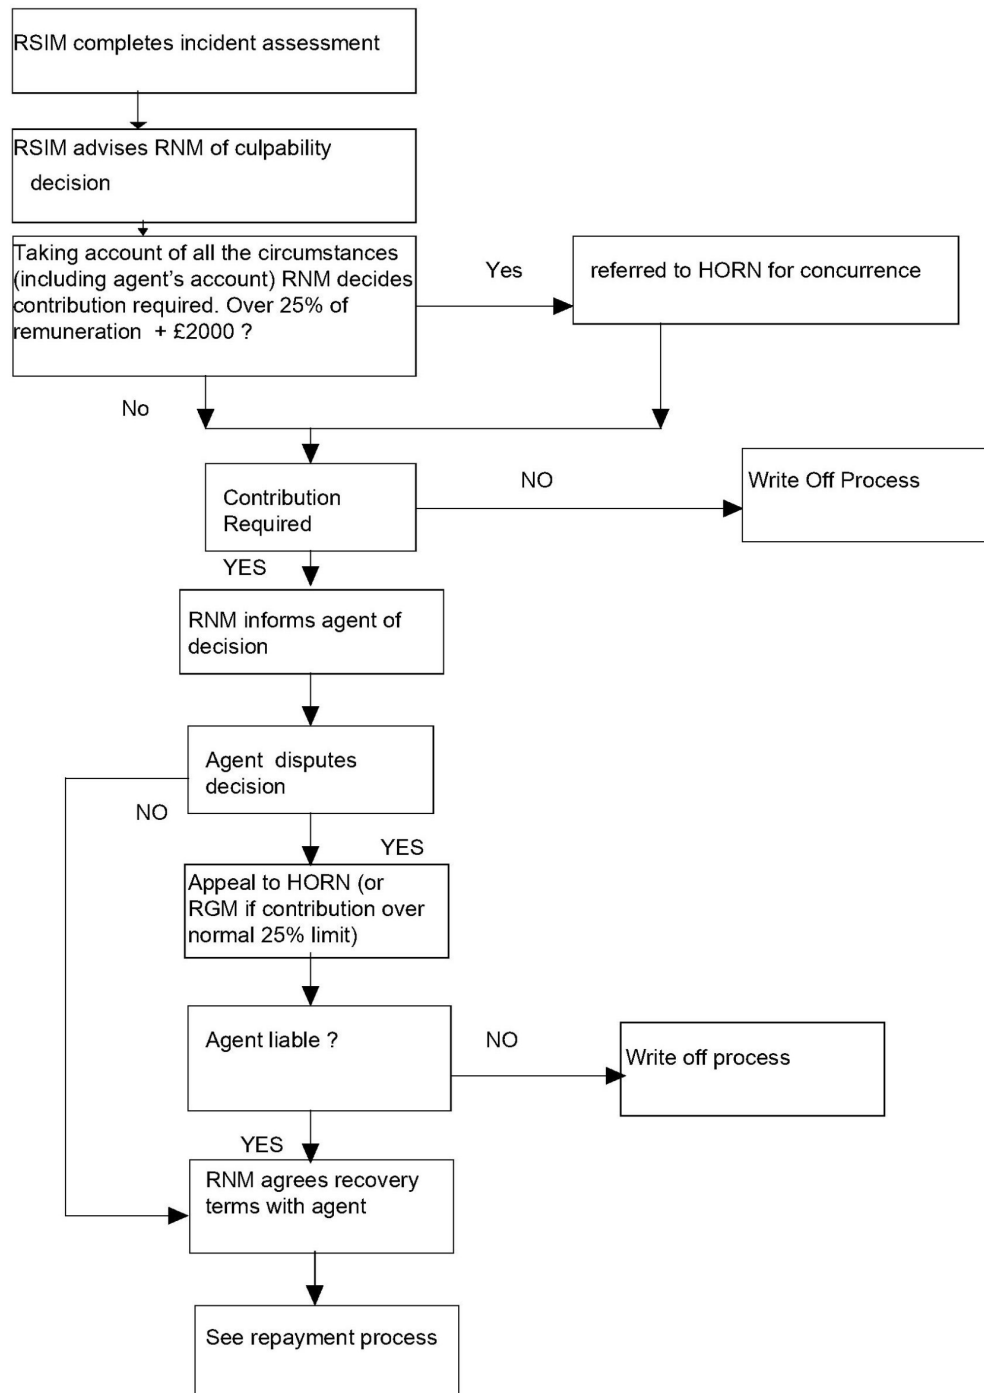 RSIM completes incident assessment
RSIM advises RNM of culpability
decision
Taking account of all the circumstances
(including agent’s account) RNM decides
contribution required. Over 25% of
remuneration + £2000 ?
Yes
referred to HORN for concurrence
No
Contribution
Required
NO
Write Off Process
YES
RNM informs agent of
decision
Agent disputes
decision
NO
YES
Appeal to HORN (or
RGM if contribution over
normal 25% limit)
Agent liable ?
NO
Write off process
YES
RNM agrees recovery
terms with agent
See repayment process